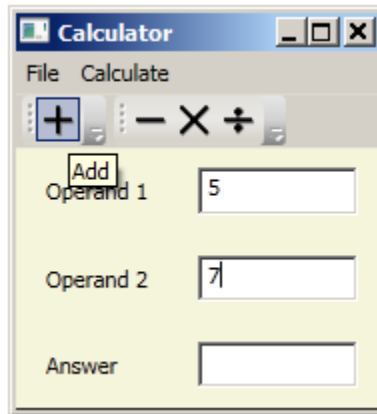 Calculator
File Calculate
Add
Operand 1 5
Operand 2 7
Answer